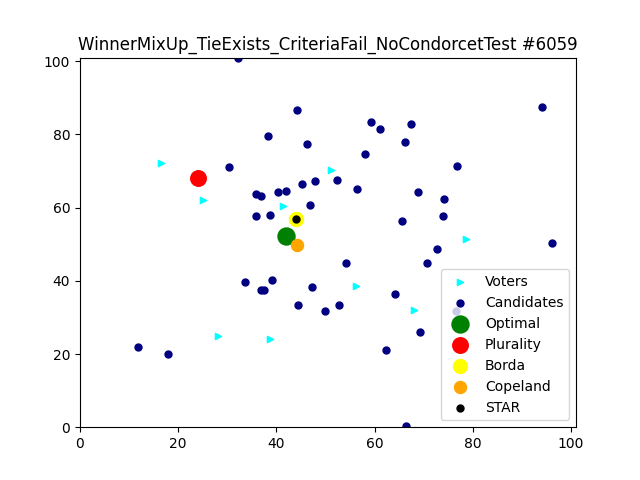 WinnerMixUp_TieExists_CriteriaFail_NoCondorcetTest #6059
100
80
60
40
20
0
0 20 40 60 80 100
Voters
Candidates
Optimal
Plurality
Borda
Copeland
STAR